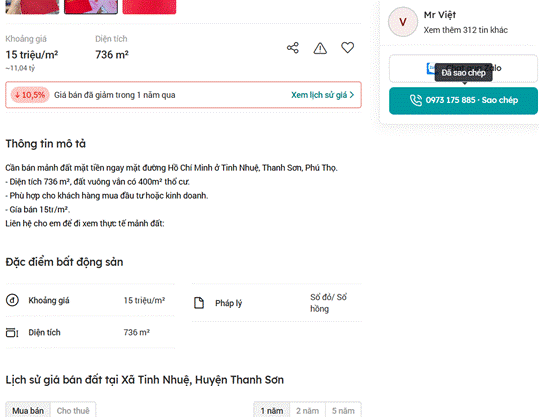 Khoảng giá
Diện tích
15 triệu/m²
736 m²
~11,04 tỷ
10,5%
Giá bán đã giảm trong 1 năm qua
Xem lịch sử giá
Thông tin mô tả
Cần bán mảnh đất mặt tiền ngay mặt đường Hồ Chí Minh ở Tinh Nhuệ, Thanh Sơn, Phú Thọ.
- Diện tích 736 m², đất vuông vắn có 400m² thổ cư.
- Phù hợp cho khách hàng mua đầu tư hoặc kinh doanh.
- Gía bán 15tr/m².
Liên hệ cho em để đi xem thực tế mảnh đất:
Đặc điểm bất động sản
Khoảng giá
15 triệu/m²
Pháp lý
Sổ đỏ/ Sổ
hồng
Diện tích
736 m²
Lịch sử giá bán đất tại Xã Tinh Nhuệ, Huyện Thanh Sơn
Mua bán
Cho thuê
1 năm
2 năm
5 năm
V
Mr Việt
Xem thêm 312 tin khác
Zalo
Đã sao chép
0973 175 885 · Sao chép